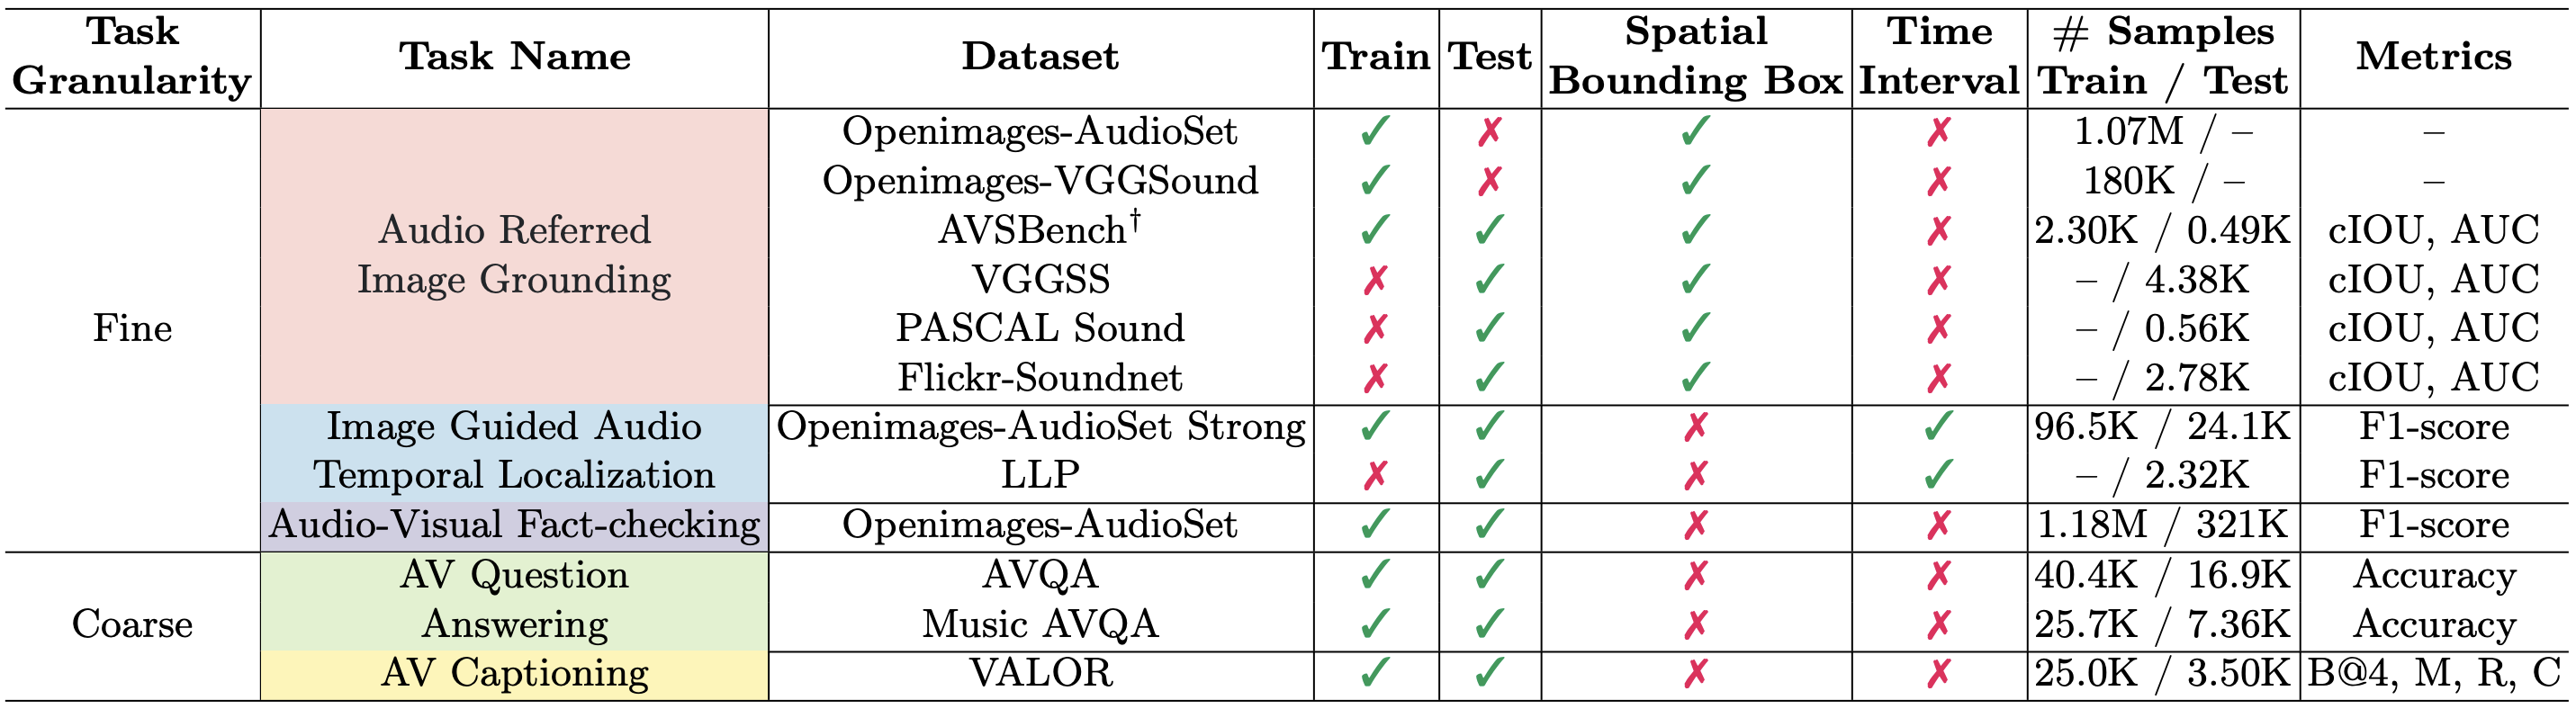 Task Granularity Task Name Dataset Train Test Spatial Bounding Box Time Interval # Samples Train / Test Metrics
Fine Audio Referred Image Grounding Openimages-AudioSet ✓ ✗ ✓ ✗ 1.07M / – –
Openimages-VGGSound ✓ ✗ ✓ ✗ 180K / – –
AVSBench† ✓ ✓ ✓ ✗ 2.30K / 0.49K cIOU, AUC
VGGSS ✗ ✓ ✓ ✗ – / 4.38K cIOU, AUC
PASCAL Sound ✗ ✓ ✓ ✗ – / 0.56K cIOU, AUC
Flickr-Soundnet ✗ ✓ ✓ ✗ – / 2.78K cIOU, AUC
Image Guided Audio Openimages-AudioSet Strong ✓ ✓ ✗ ✓ 96.5K / 24.1K F1-score
Temporal Localization LLP ✗ ✓ ✗ ✓ – / 2.32K F1-score
Audio-Visual Fact-checking Openimages-AudioSet ✓ ✓ ✗ ✗ 1.18M / 321K F1-score
Coarse AV Question AVQA ✓ ✓ ✗ ✗ 40.4K / 16.9K Accuracy
Answering Music AVQA ✓ ✓ ✗ ✗ 25.7K / 7.36K Accuracy
AV Captioning VALOR ✓ ✓ ✗ ✗ 25.0K / 3.50K B@4, M, R, C